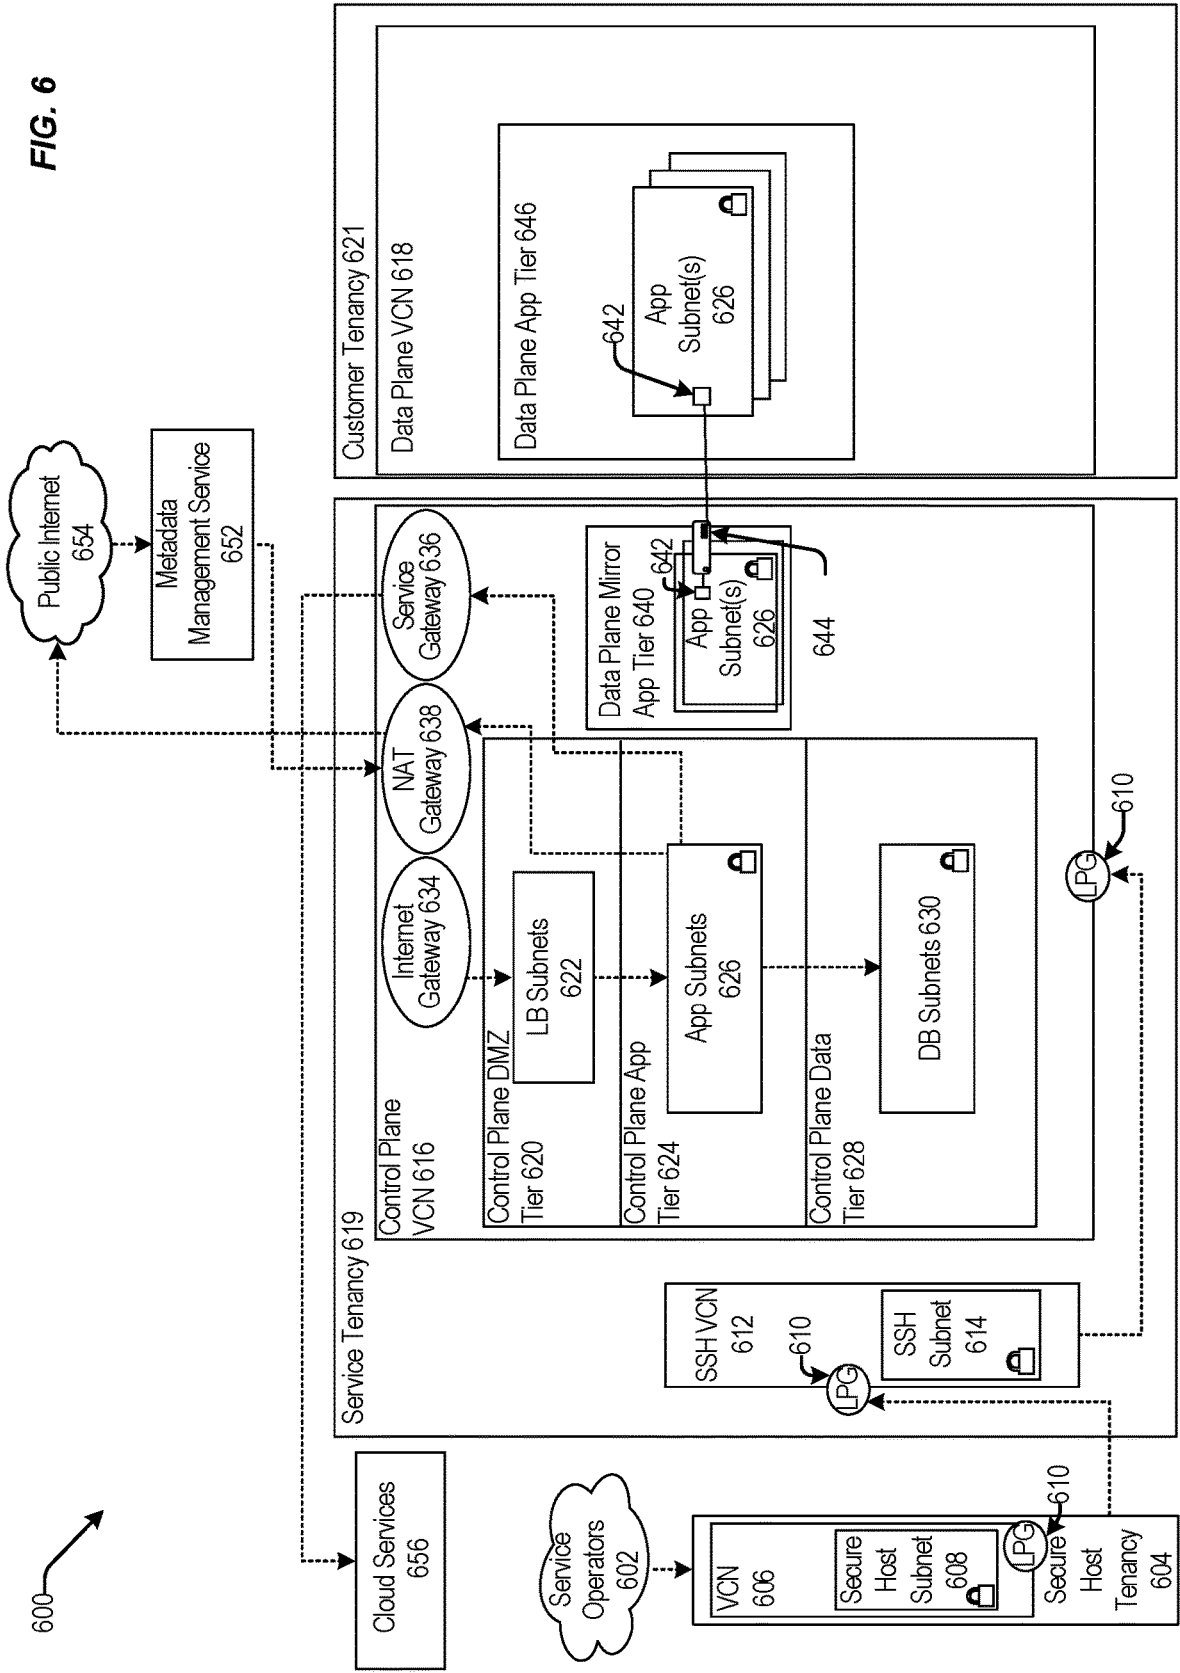 FIG. 6
600
Public Internet
654
Metadata
Management Service
652
Cloud Services
656
Service
Operators
602
VCN
606
Secure
Host
Subnet
608
LPG
610
Secure
Host
Tenancy
604
Service Tenancy 619
SSH VCN
612
610
LPG
SSH
Subnet
614
Control Plane
VCN 616
Internet
Gateway 634
NAT
Gateway 638
Service
Gateway 636
Control Plane DMZ
Tier 620
LB Subnets
622
Control Plane App
Tier 624
App Subnets
626
Control Plane Data
Tier 628
DB Subnets 630
LPG
610
Data Plane Mirror
App Tier 640
642
App
Subnet(s)
626
644
Customer Tenancy 621
Data Plane VCN 618
Data Plane App Tier 646
642
App
Subnet(s)
626